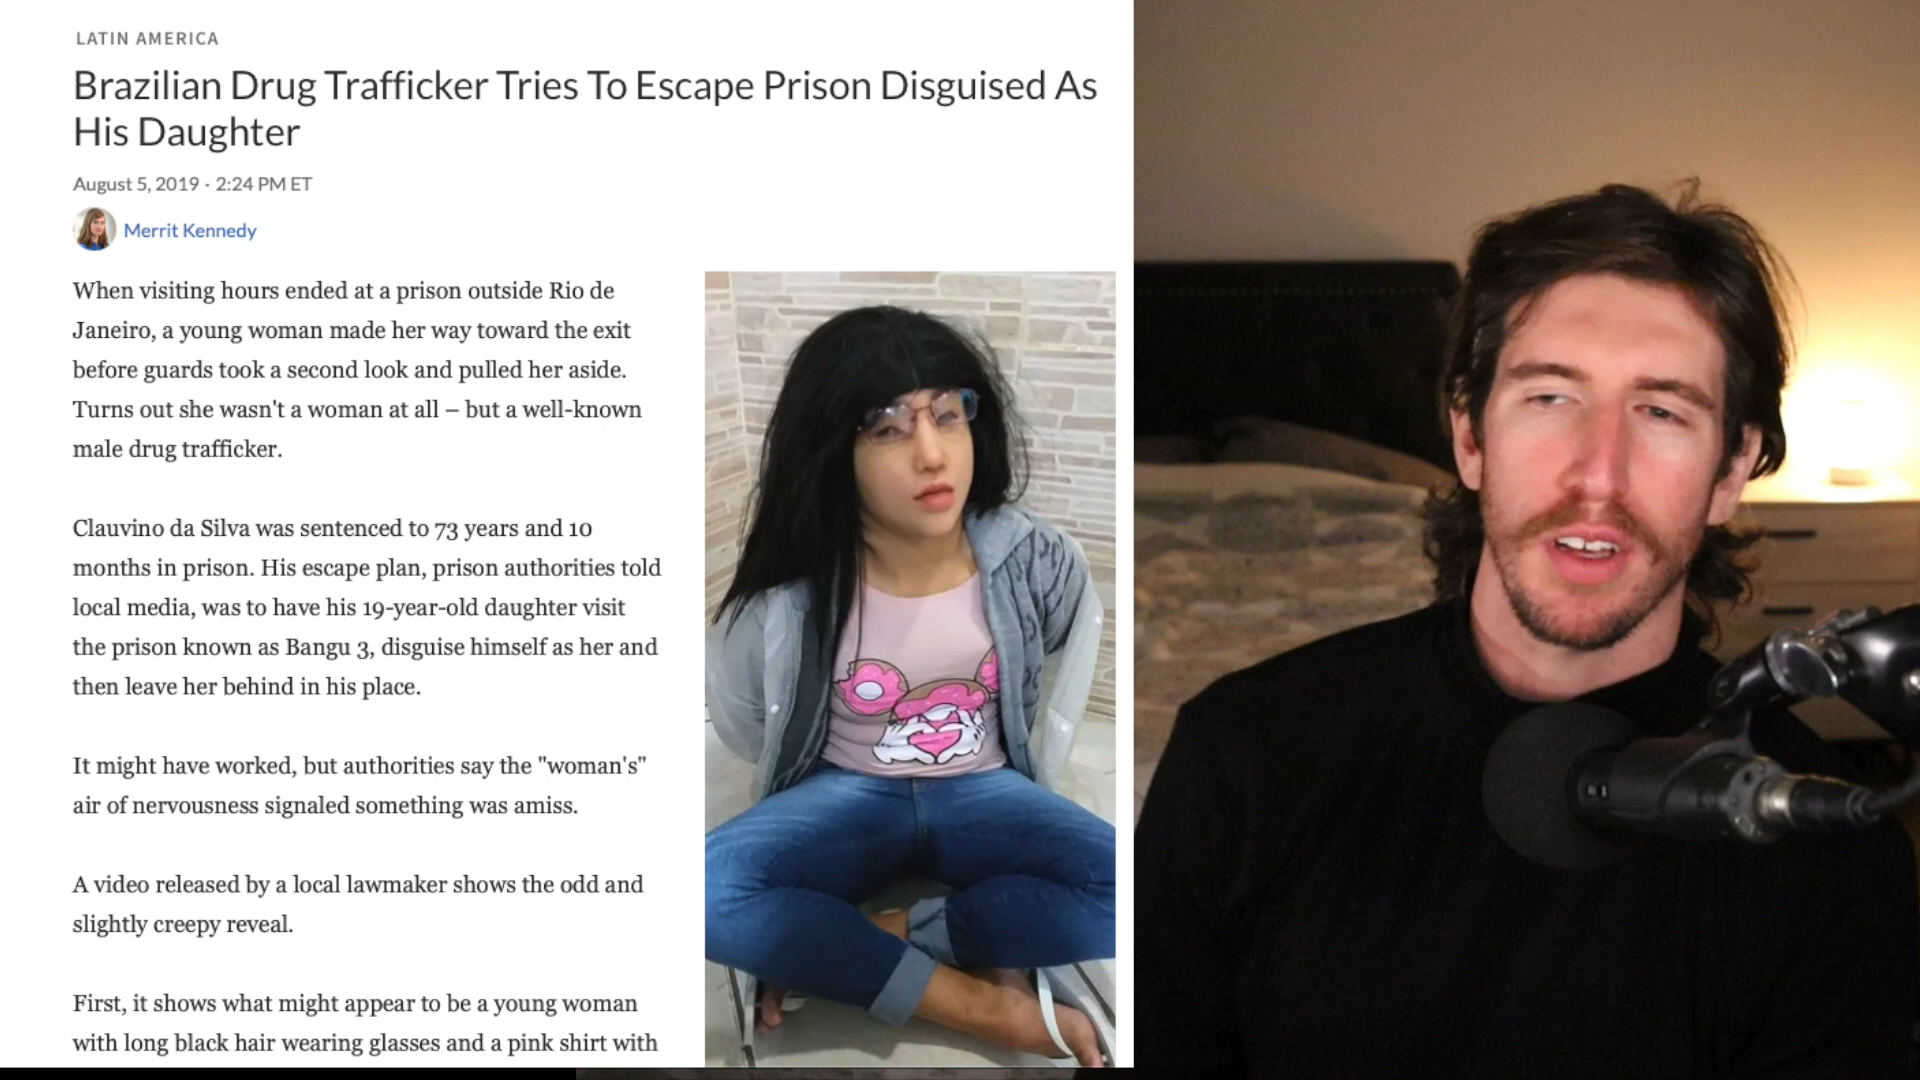 LATIN AMERICA
Brazilian Drug Trafficker Tries To Escape Prison Disguised As
His Daughter
August 5, 2019 · 2:24 PM ET
Merrit Kennedy
When visiting hours ended at a prison outside Rio de
Janeiro, a young woman made her way toward the exit
before guards took a second look and pulled her aside.
Turns out she wasn't a woman at all – but a well-known
male drug trafficker.
Clauvino da Silva was sentenced to 73 years and 10
months in prison. His escape plan, prison authorities told
local media, was to have his 19-year-old daughter visit
the prison known as Bangu 3, disguise himself as her and
then leave her behind in his place.
It might have worked, but authorities say the "woman's"
air of nervousness signaled something was amiss.
A video released by a local lawmaker shows the odd and
slightly creepy reveal.
First, it shows what might appear to be a young woman
with long black hair wearing glasses and a pink shirt with